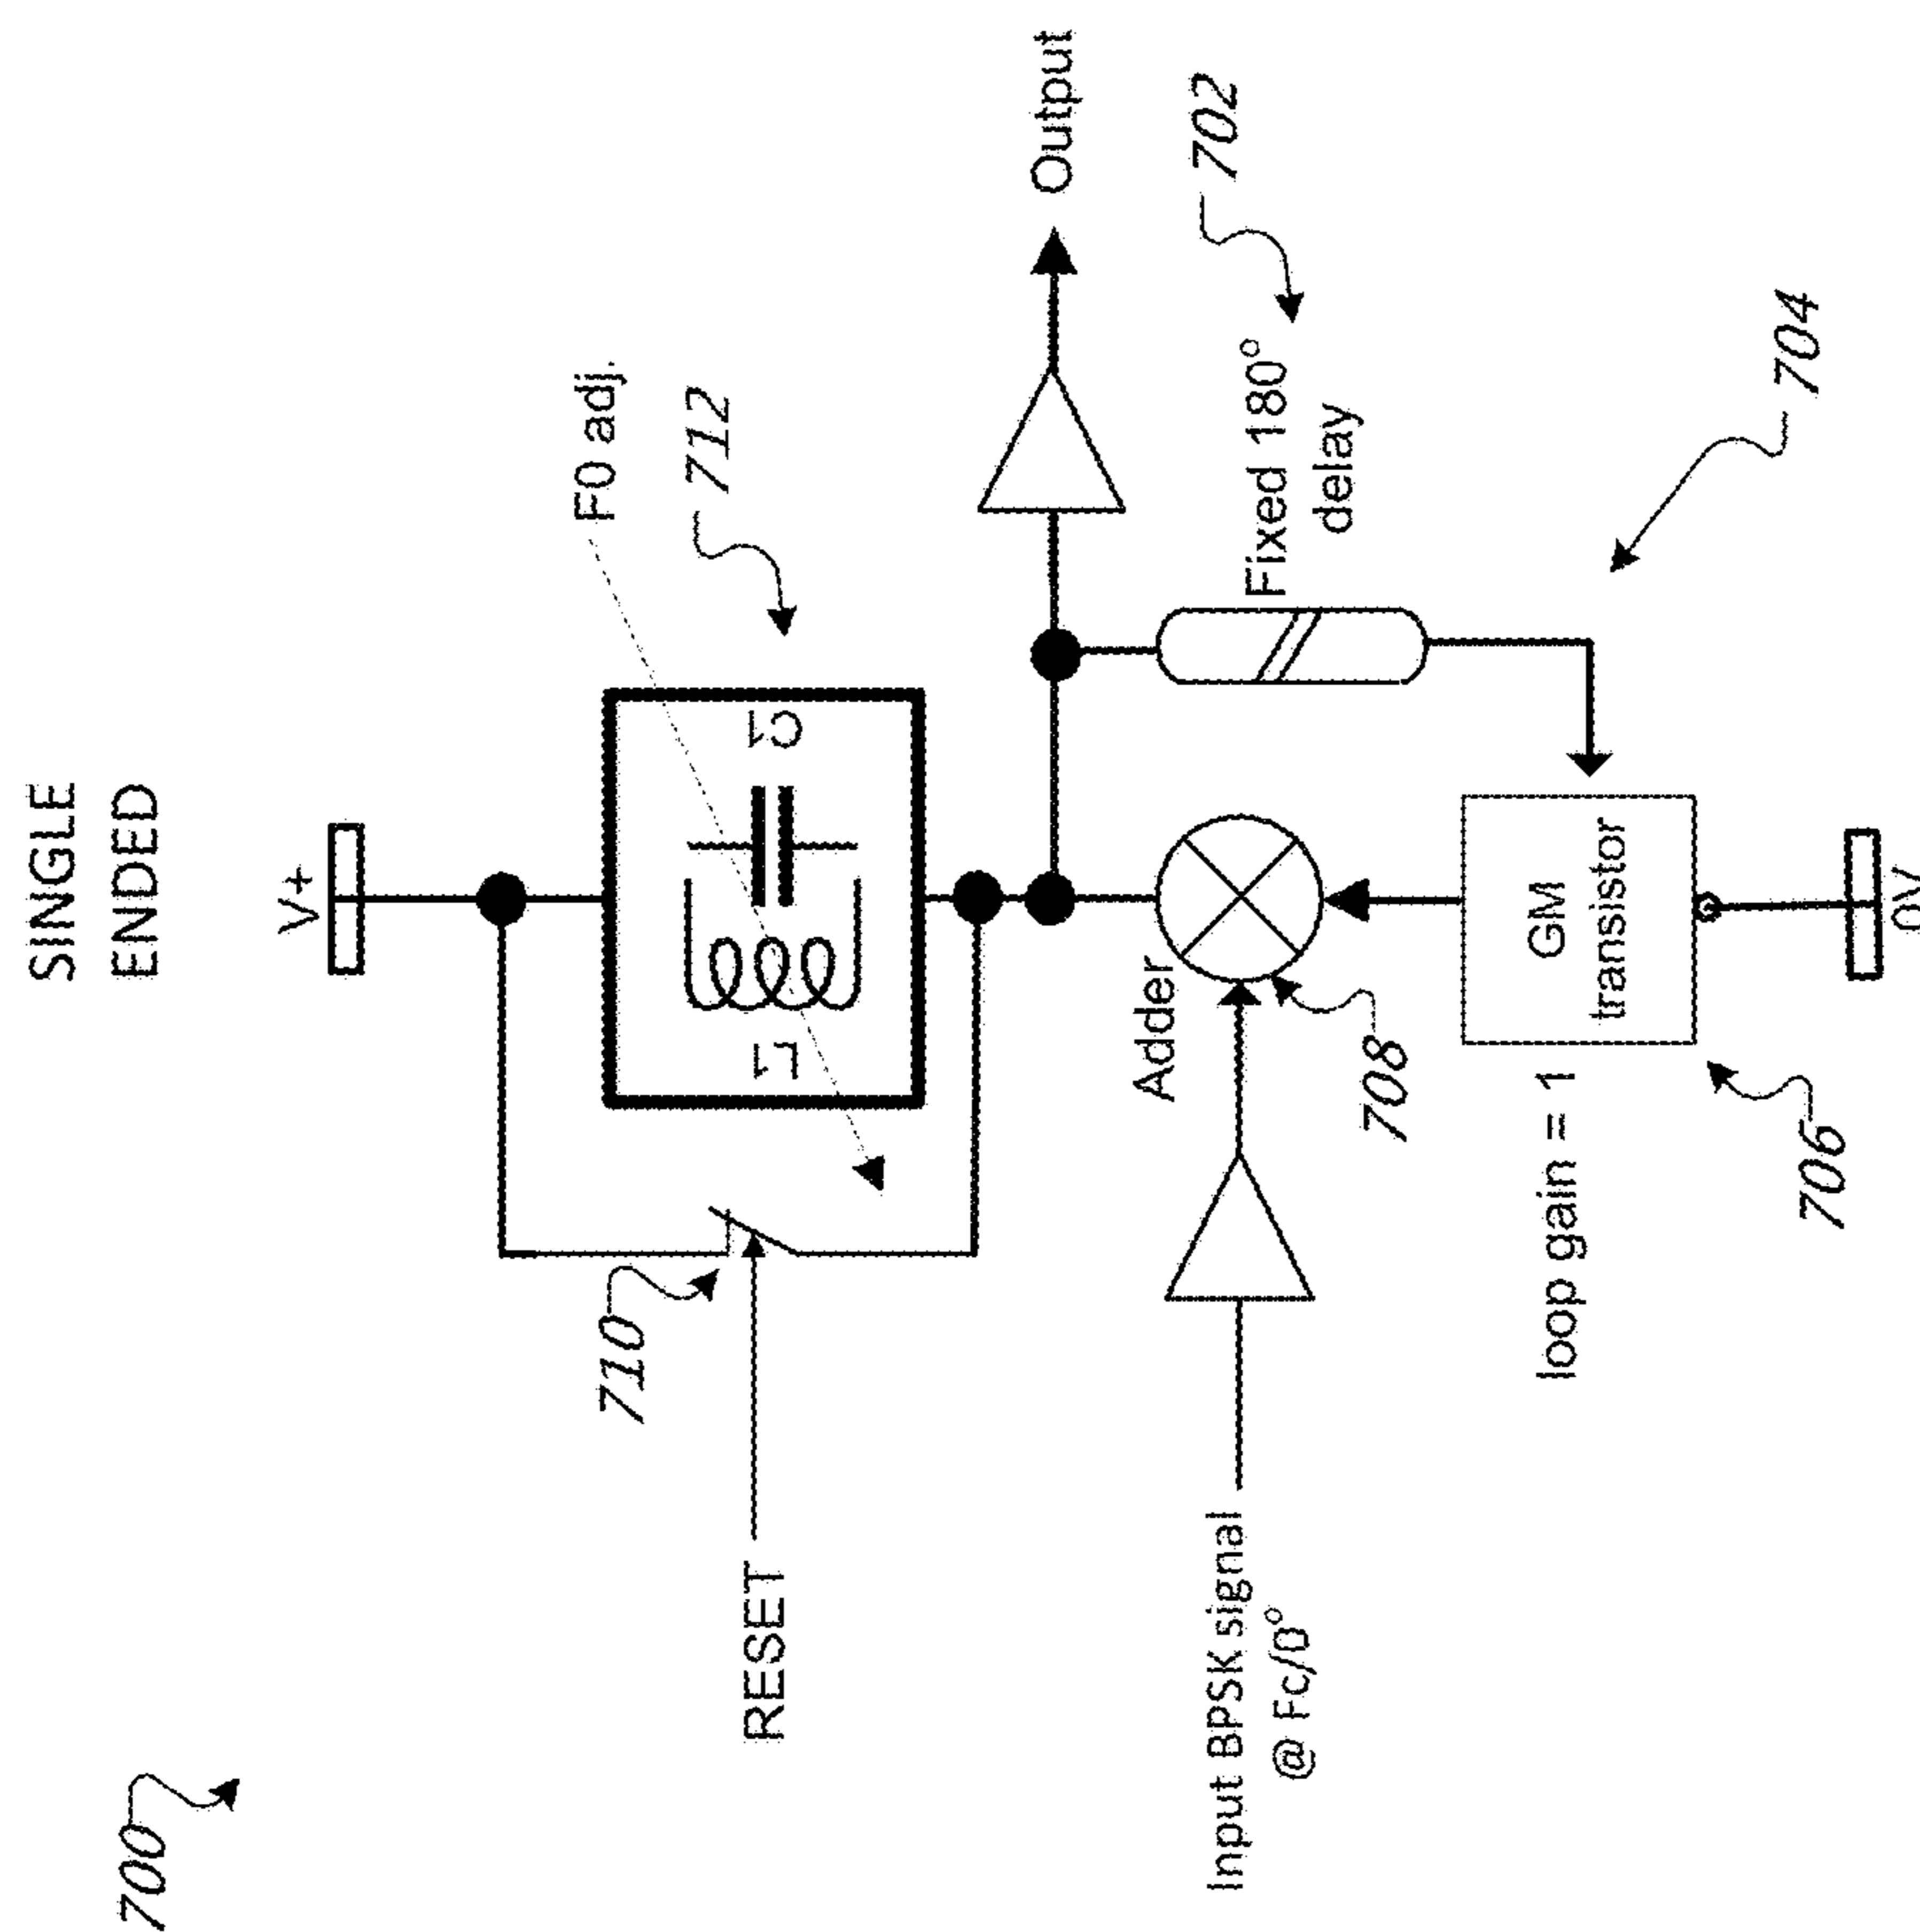 700
SINGLE
ENDED
V+
RESET
710
L1
C1
F0 adj.
712
Output
Adder
Input BPSK signal
@ Fc/0°
708
Fixed 180°
delay
702
704
loop gain = 1
GM
transistor
706
0V